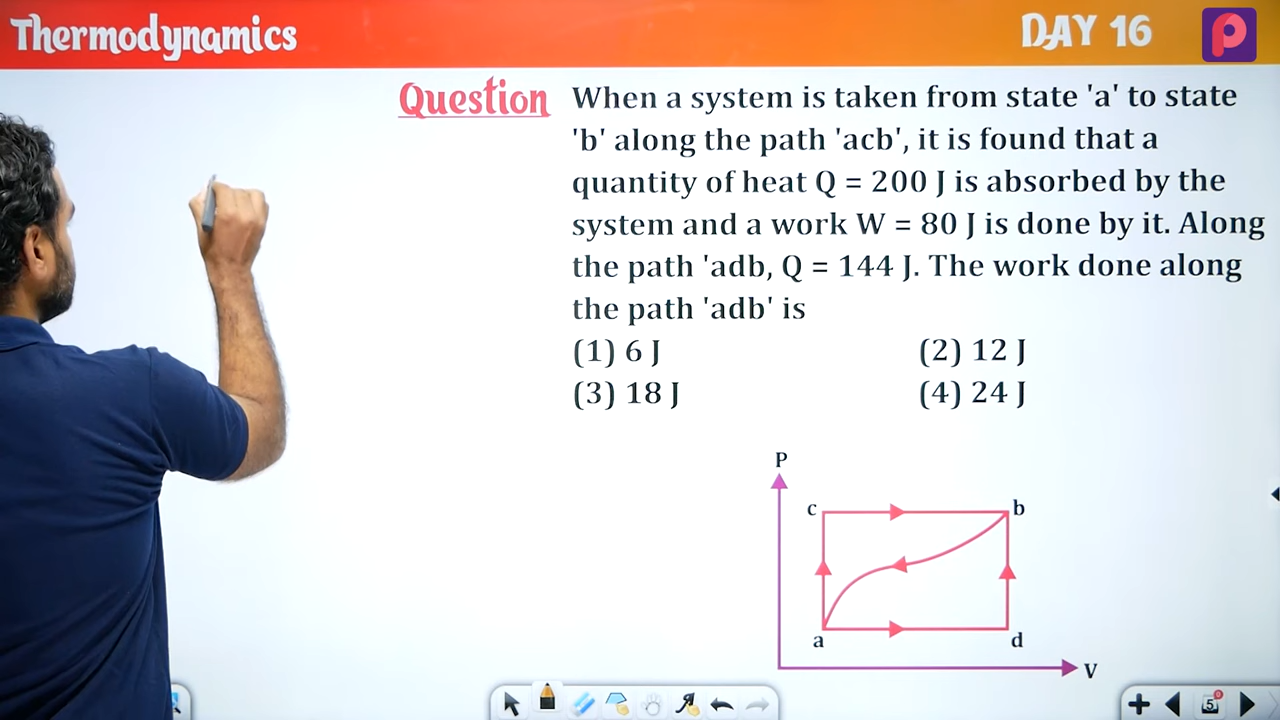 Thermodynamics
DAY 16
P
Question
When a system is taken from state 'a' to state
'b' along the path 'acb', it is found that a
quantity of heat Q = 200 J is absorbed by the
system and a work W = 80 J is done by it. Along
the path 'adb, Q = 144 J. The work done along
the path 'adb' is
(1) 6 J
(2) 12 J
(3) 18 J
(4) 24 J
P
c
b
a
d
V
5
0